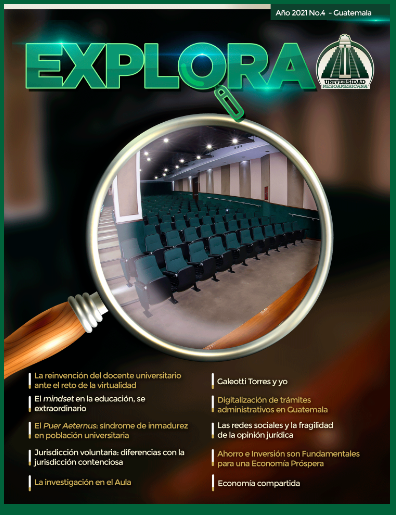 Año 2021 No.4 - Guatemala
EXPLORA
UNIVERSIDAD
MESOAMERICANA
La reinvención del docente universitario
ante el reto de la virtualidad
El mindset en la educación, se
extraordinario
El Puer Aeternus: síndrome de inmadurez
en población universitaria
Jurisdicción voluntaria: diferencias con la
jurisdicción contenciosa
La investigación en el Aula
Galeotti Torres y yo
Digitalización de trámites
administrativos en Guatemala
Las redes sociales y la fragilidad
de la opinión jurídica
Ahorro e Inversión son Fundamentales
para una Economía Próspera
Economía compartida